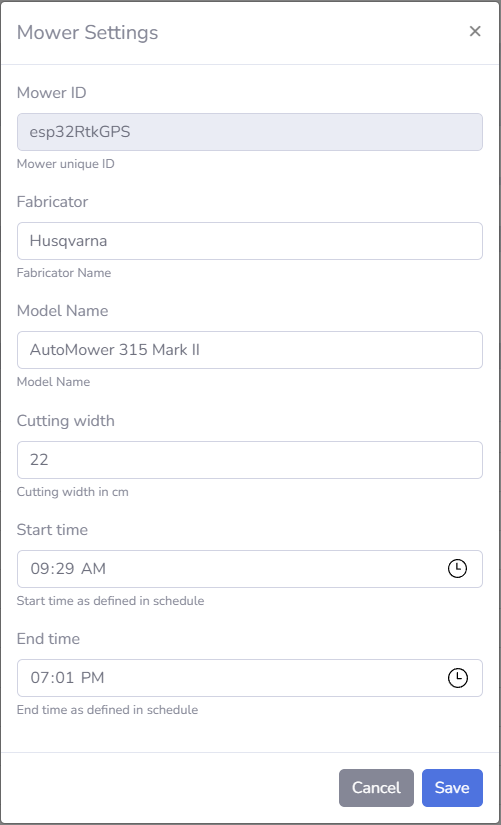 Mower Settings ×
Mower ID
esp32RtkGPS
Mower unique ID
Fabricator
Husqvarna
Fabricator Name
Model Name
AutoMower 315 Mark II
Model Name
Cutting width
22
Cutting width in cm
Start time
09:29 AM
Start time as defined in schedule
End time
07:01 PM
End time as defined in schedule
Cancel Save